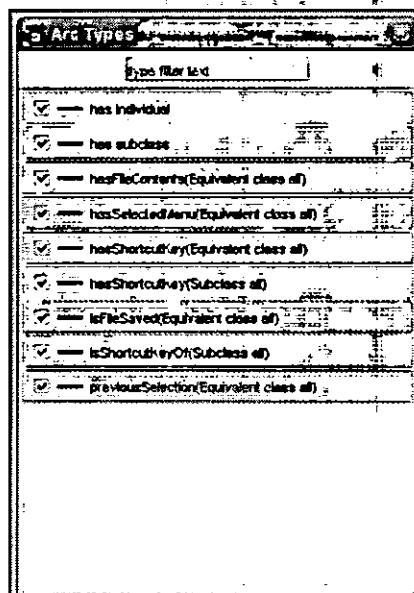 Arc Types
type filter text
has individual
has subclass
hasFileContents(Equivalent class all)
hasSelectedMenu(Equivalent class all)
hasShortcutKey(Equivalent class all)
hasShortcutKey(Subclass all)
isFileSaved(Equivalent class all)
isShortcutKeyOf(Subclass all)
previousSelection(Equivalent class all)